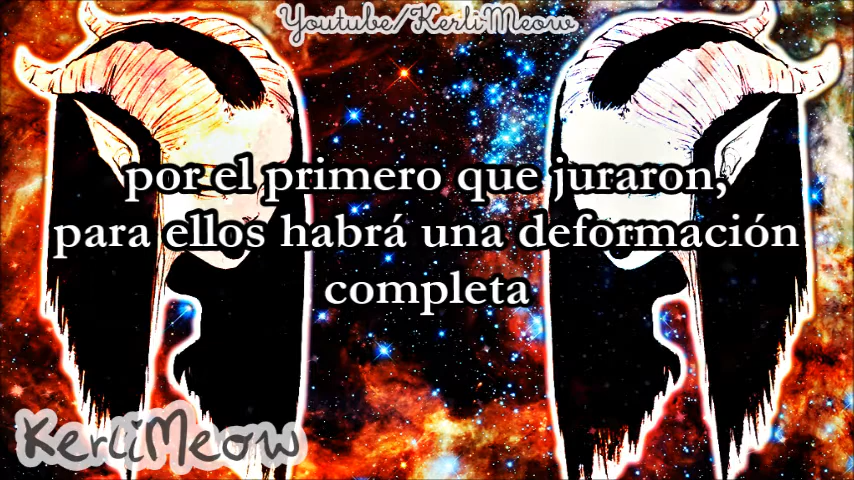 Youtube/KerliMeow
por el primero que juraron,
para ellos habrá una deformación
completa
KerliMeow